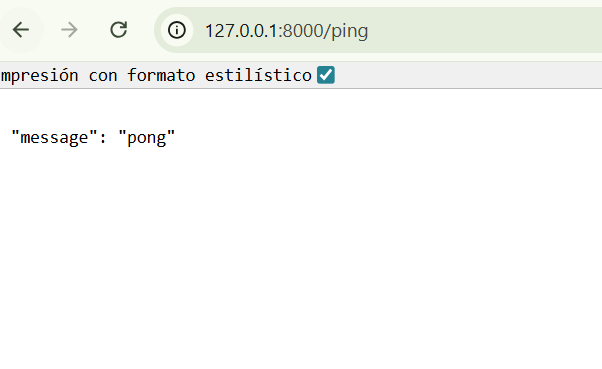 127.0.0.1:8000/ping
mpresión con formato estilístico
"message": "pong"